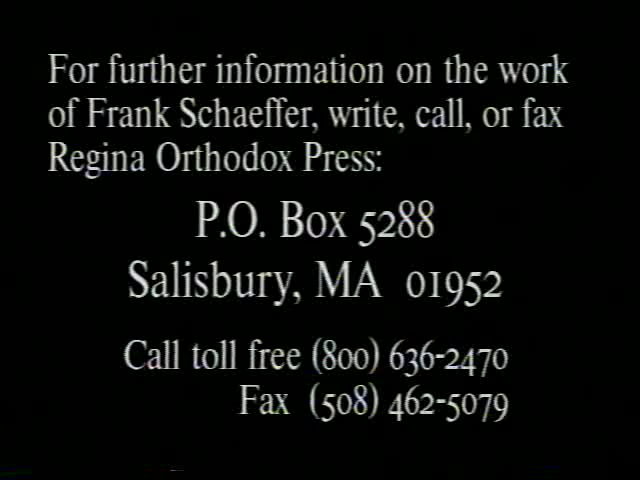 For further information on the work
of Frank Schaeffer, write, call, or fax
Regina Orthodox Press:
P.O. Box 5288
Salisbury, MA 01952
Call toll free (800) 636-2470
Fax (508) 462-5079